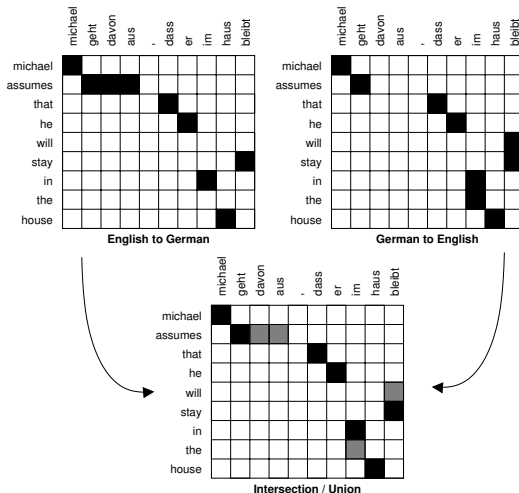 michael geht davon aus , dass er im haus bleibt
michael
assumes
that
he
will
stay
in
the
house
English to German
michael geht davon aus , dass er im haus bleibt
michael
assumes
that
he
will
stay
in
the
house
German to English
michael geht davon aus , dass er im haus bleibt
michael
assumes
that
he
will
stay
in
the
house
Intersection / Union